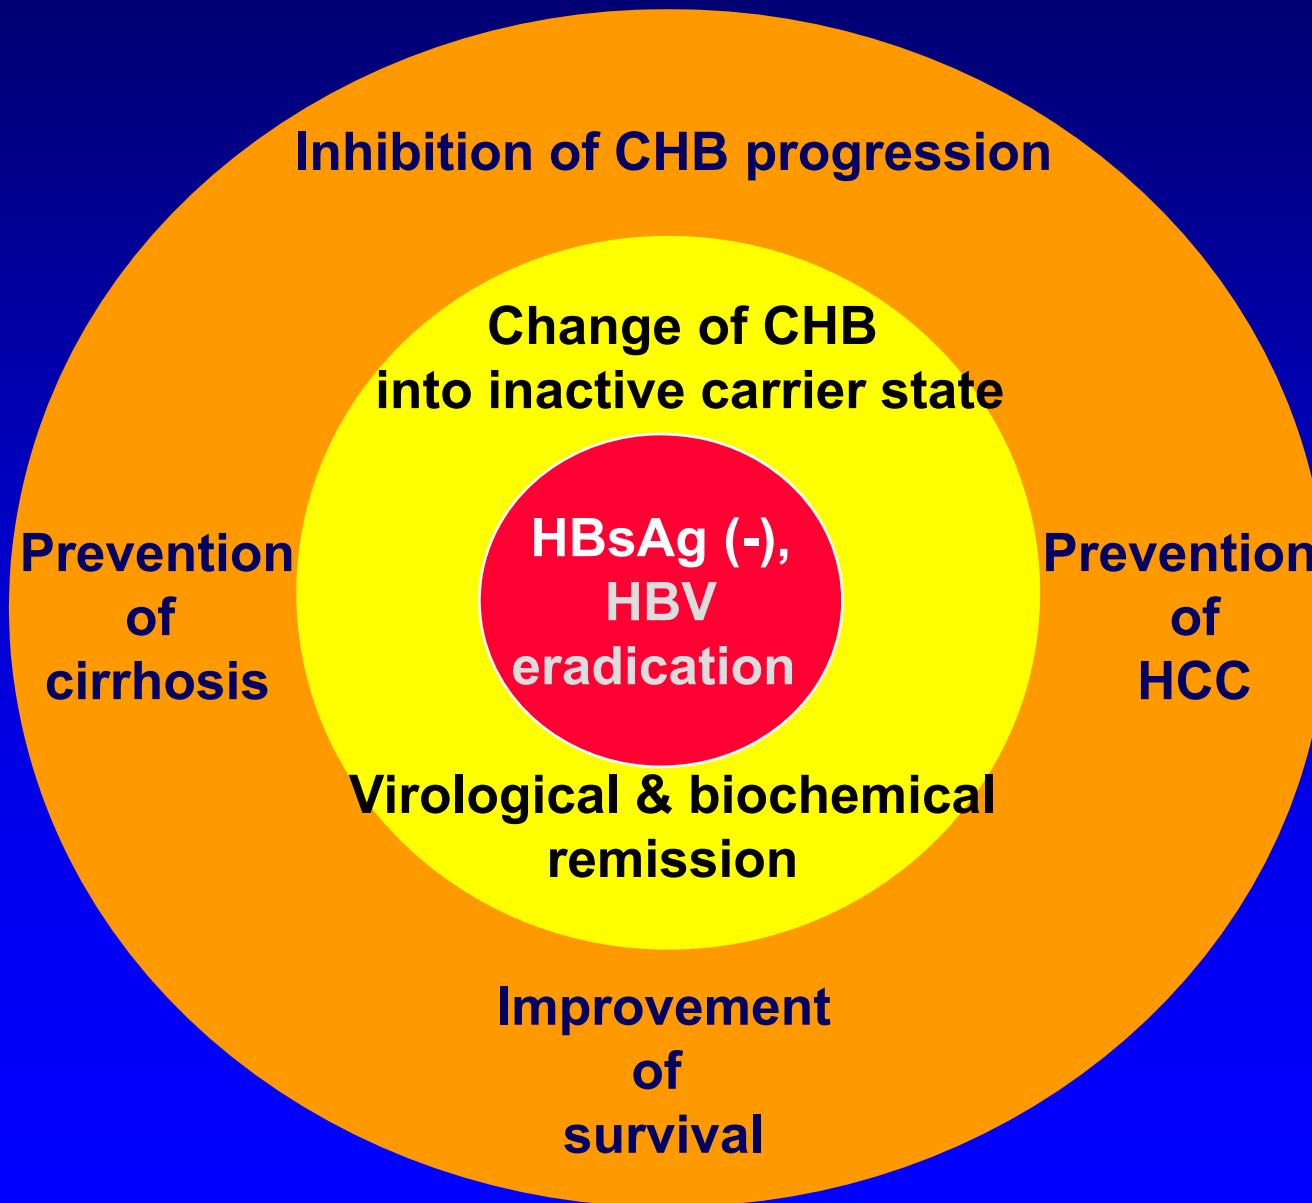 Inhibition of CHB progression
Change of CHB
into inactive carrier state
HBsAg (-),
HBV
eradication
Prevention
of
cirrhosis
Prevention
of
HCC
Virological & biochemical
remission
Improvement
of
survival